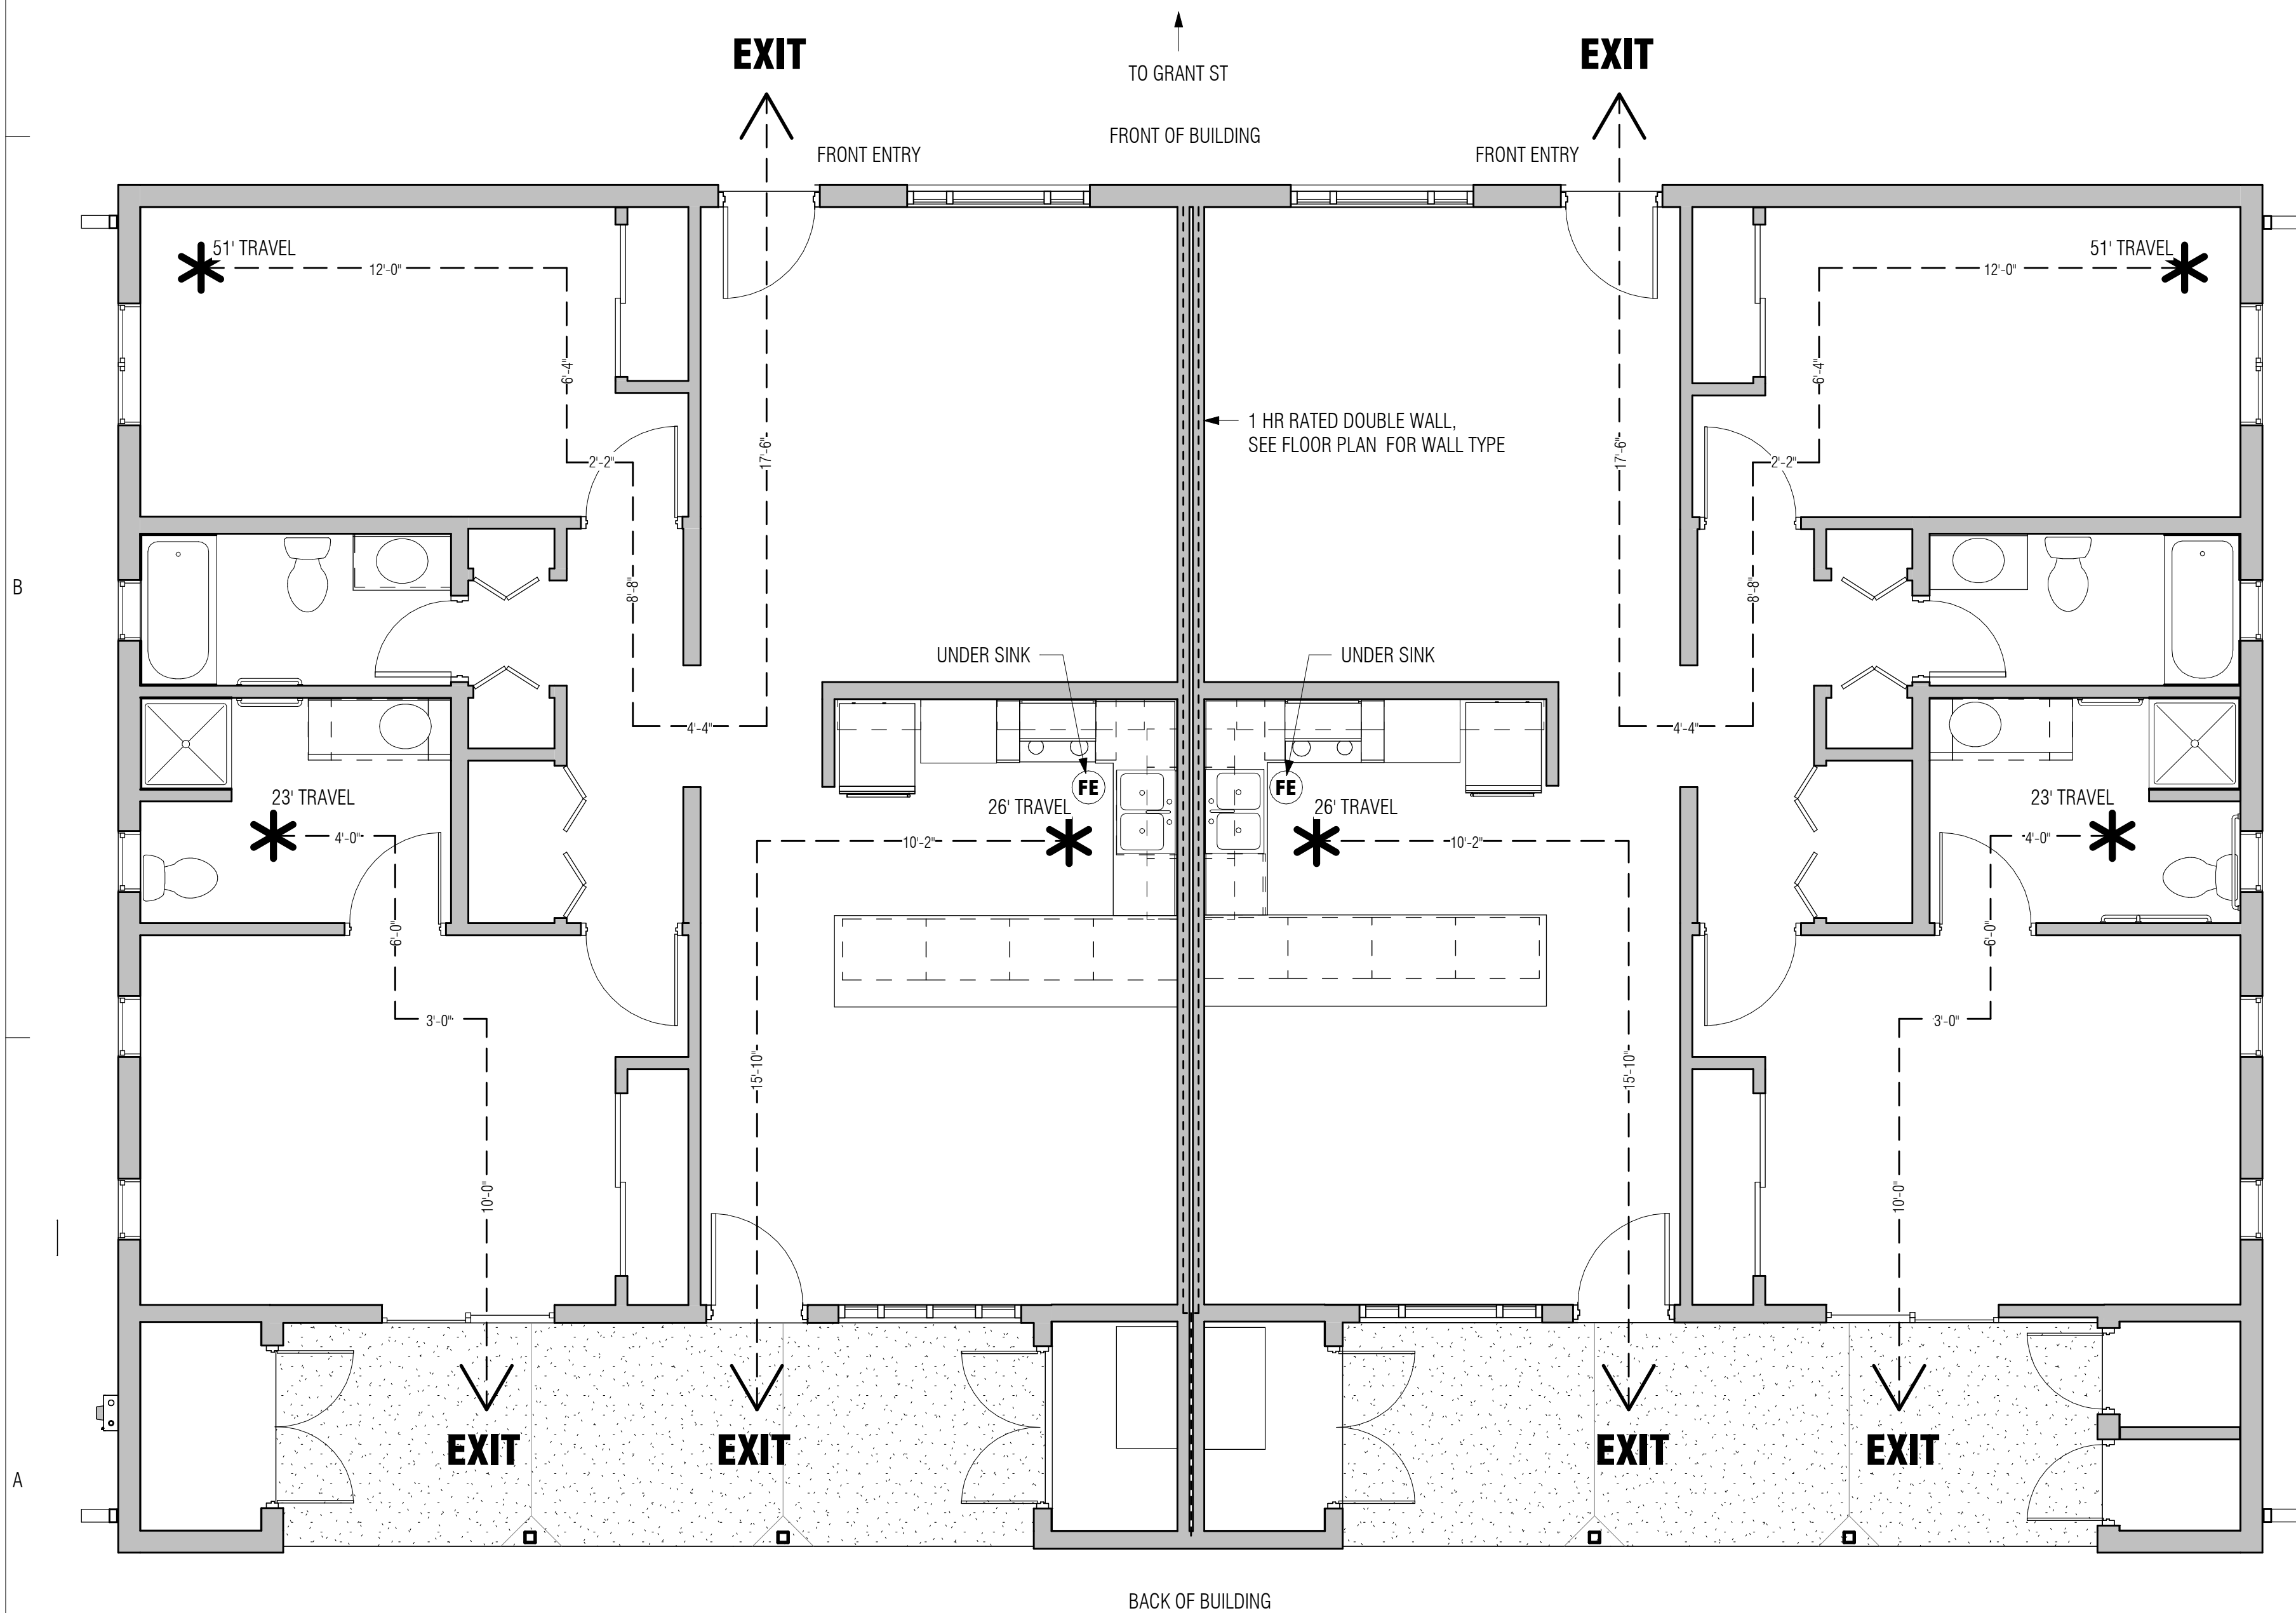 EXIT
EXIT
TO GRANT ST
FRONT OF BUILDING
FRONT ENTRY
FRONT ENTRY
51' TRAVEL
51' TRAVEL
12'-0"
12'-0"
6'-4"
6'-4"
1 HR RATED DOUBLE WALL,
SEE FLOOR PLAN FOR WALL TYPE
17'-6"
17'-6"
2'-2"
2'-2"
B
8'-8"
8'-8"
UNDER SINK
UNDER SINK
4'-4"
4'-4"
FE
FE
23' TRAVEL
26' TRAVEL
26' TRAVEL
23' TRAVEL
4'-0"
10'-2"
10'-2"
4'-0"
6'-0"
6'-0"
3'-0"
3'-0"
15'-10"
15'-10"
10'-0"
10'-0"
EXIT
EXIT
EXIT
EXIT
A
BACK OF BUILDING